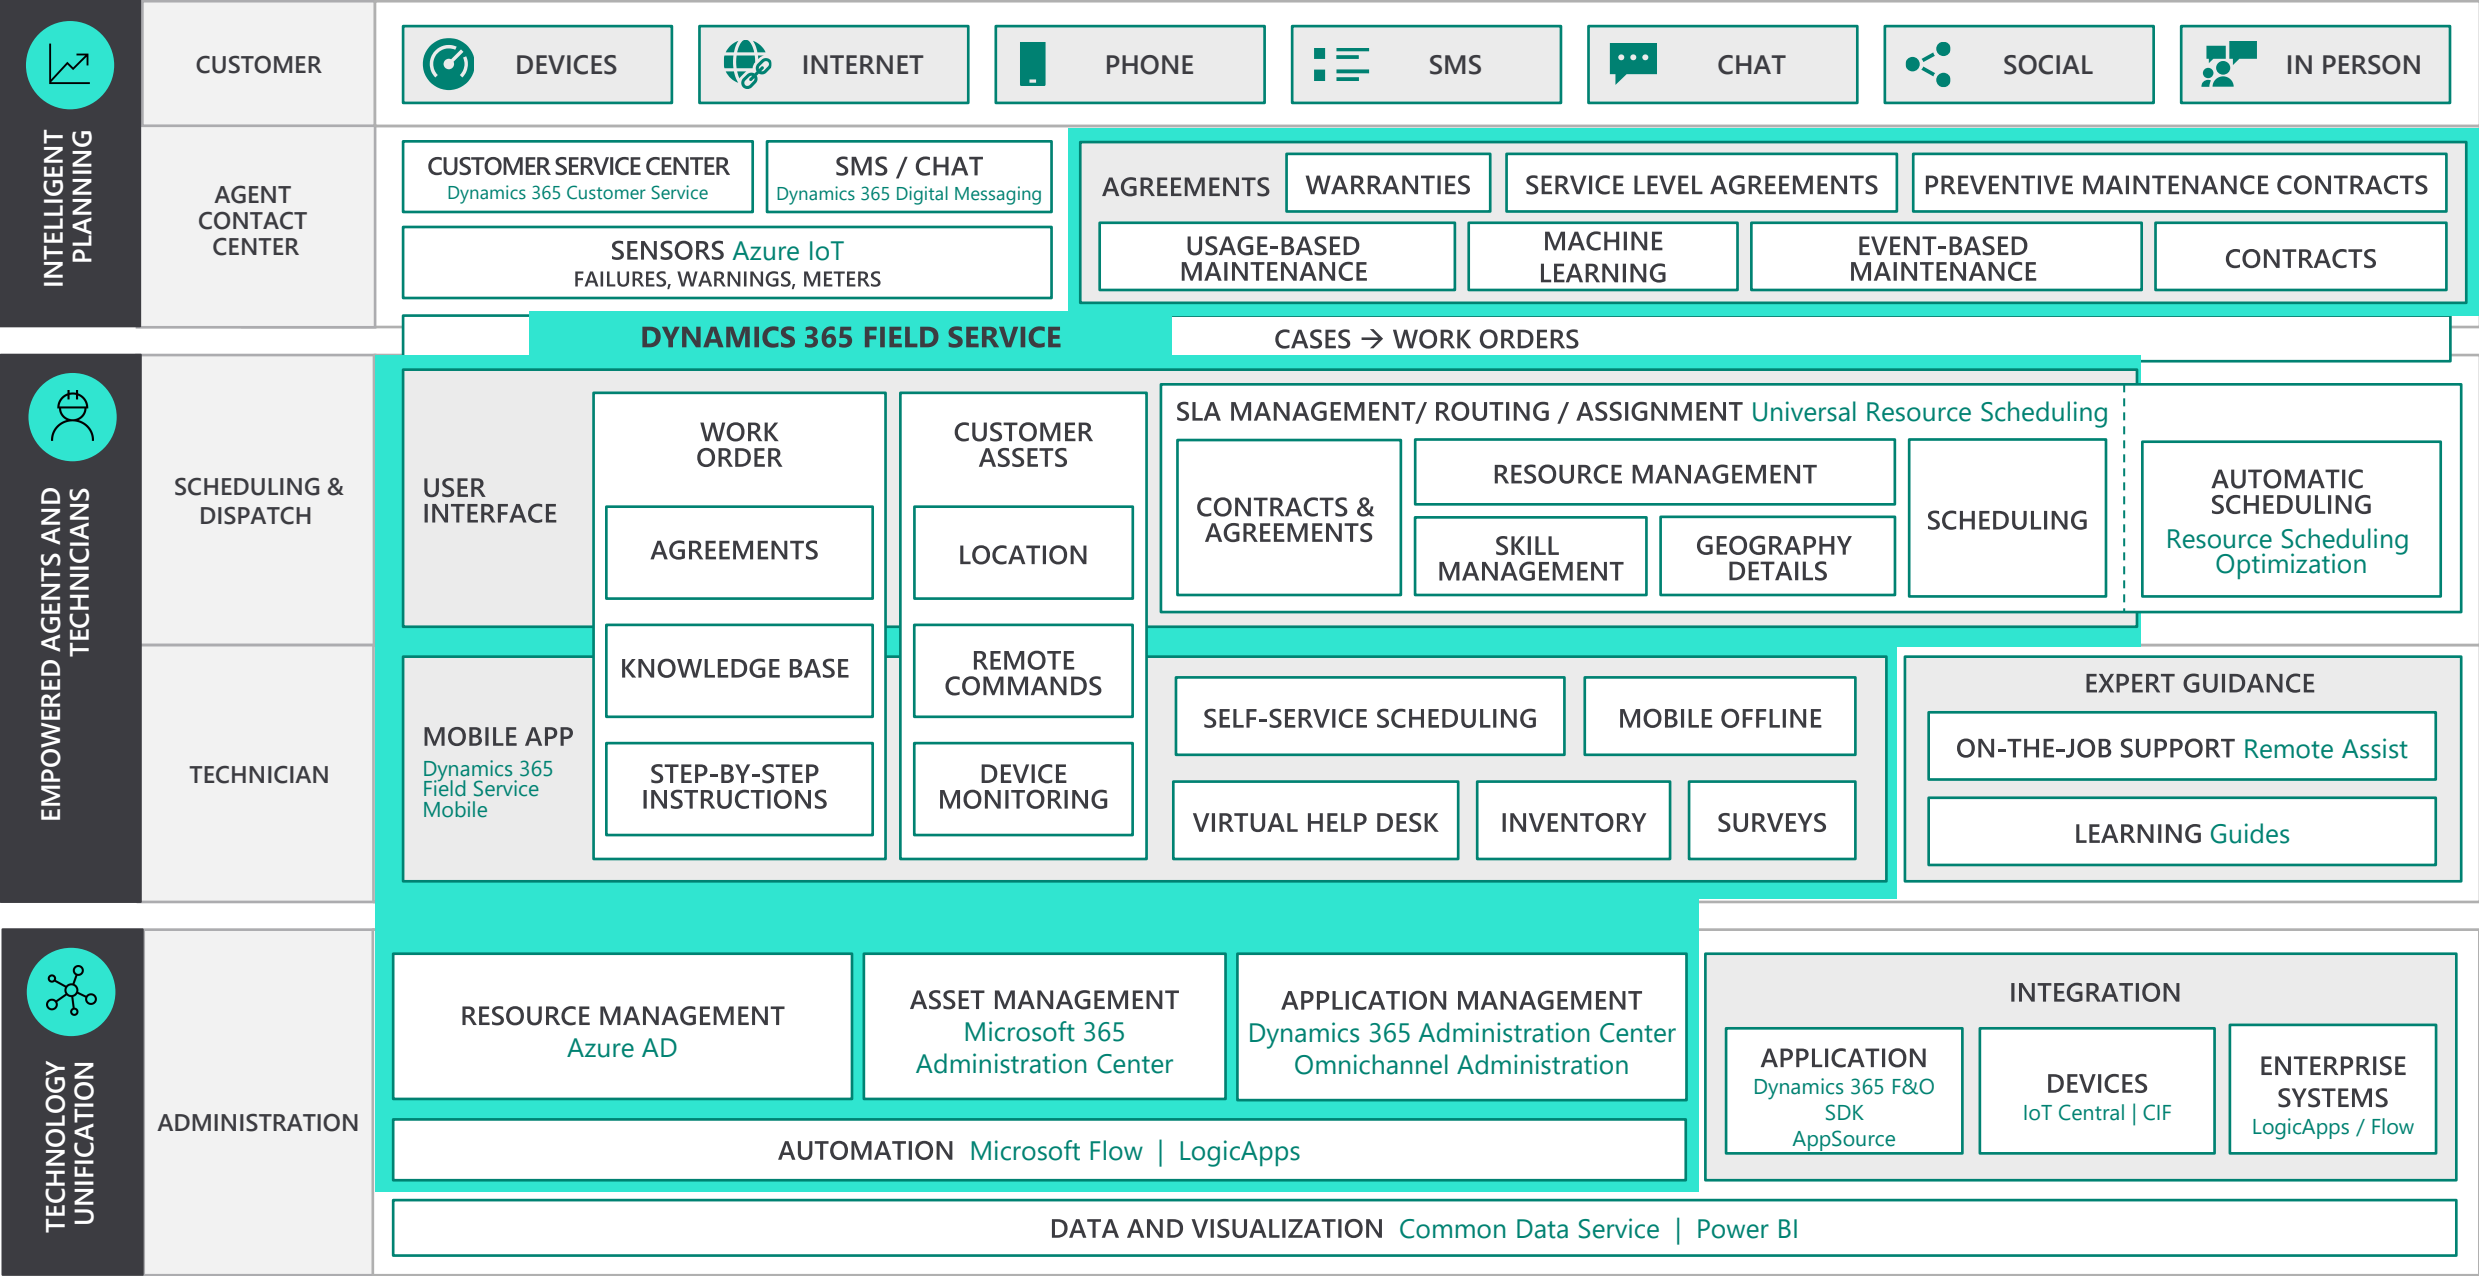 INTELLIGENT
PLANNING
CUSTOMER
DEVICES
INTERNET
PHONE
SMS
CHAT
SOCIAL
IN PERSON
AGENT
CONTACT
CENTER
CUSTOMER SERVICE CENTER
Dynamics 365 Customer Service
SMS / CHAT
Dynamics 365 Digital Messaging
SENSORS Azure IoT
FAILURES, WARNINGS, METERS
AGREEMENTS
WARRANTIES
SERVICE LEVEL AGREEMENTS
PREVENTIVE MAINTENANCE CONTRACTS
USAGE-BASED
MAINTENANCE
MACHINE
LEARNING
EVENT-BASED
MAINTENANCE
CONTRACTS
DYNAMICS 365 FIELD SERVICE
CASES → WORK ORDERS
EMPOWERED AGENTS AND
TECHNICIANS
SCHEDULING &
DISPATCH
USER
INTERFACE
WORK
ORDER
AGREEMENTS
KNOWLEDGE BASE
STEP-BY-STEP
INSTRUCTIONS
CUSTOMER
ASSETS
LOCATION
REMOTE
COMMANDS
DEVICE
MONITORING
SLA MANAGEMENT/ ROUTING / ASSIGNMENT Universal Resource Scheduling
CONTRACTS &
AGREEMENTS
RESOURCE MANAGEMENT
SKILL
MANAGEMENT
GEOGRAPHY
DETAILS
SCHEDULING
AUTOMATIC
SCHEDULING
Resource Scheduling
Optimization
TECHNICIAN
MOBILE APP
Dynamics 365
Field Service
Mobile
SELF-SERVICE SCHEDULING
MOBILE OFFLINE
VIRTUAL HELP DESK
INVENTORY
SURVEYS
EXPERT GUIDANCE
ON-THE-JOB SUPPORT Remote Assist
LEARNING Guides
TECHNOLOGY
UNIFICATION
ADMINISTRATION
RESOURCE MANAGEMENT
Azure AD
ASSET MANAGEMENT
Microsoft 365
Administration Center
APPLICATION MANAGEMENT
Dynamics 365 Administration Center
Omnichannel Administration
AUTOMATION Microsoft Flow | LogicApps
INTEGRATION
APPLICATION
Dynamics 365 F&O
SDK
AppSource
DEVICES
IoT Central | CIF
ENTERPRISE
SYSTEMS
LogicApps / Flow
DATA AND VISUALIZATION Common Data Service | Power BI